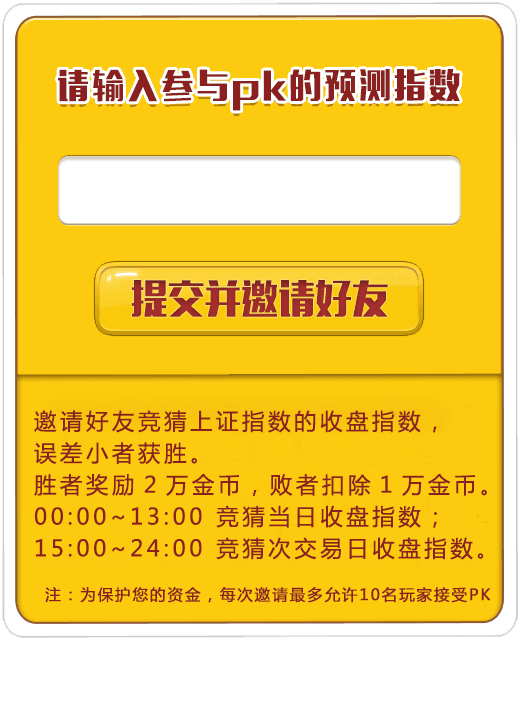 请输入参与pk的预测指数
提交并邀请好友
邀请好友竞猜上证指数的收盘指数，
误差小者获胜。
胜者奖励2万金币，败者扣除1万金币。
00:00~13:00 竞猜当日收盘指数；
15:00~24:00 竞猜次交易日收盘指数。
注：为保护您的资金，每次邀请最多允许10名玩家接受PK